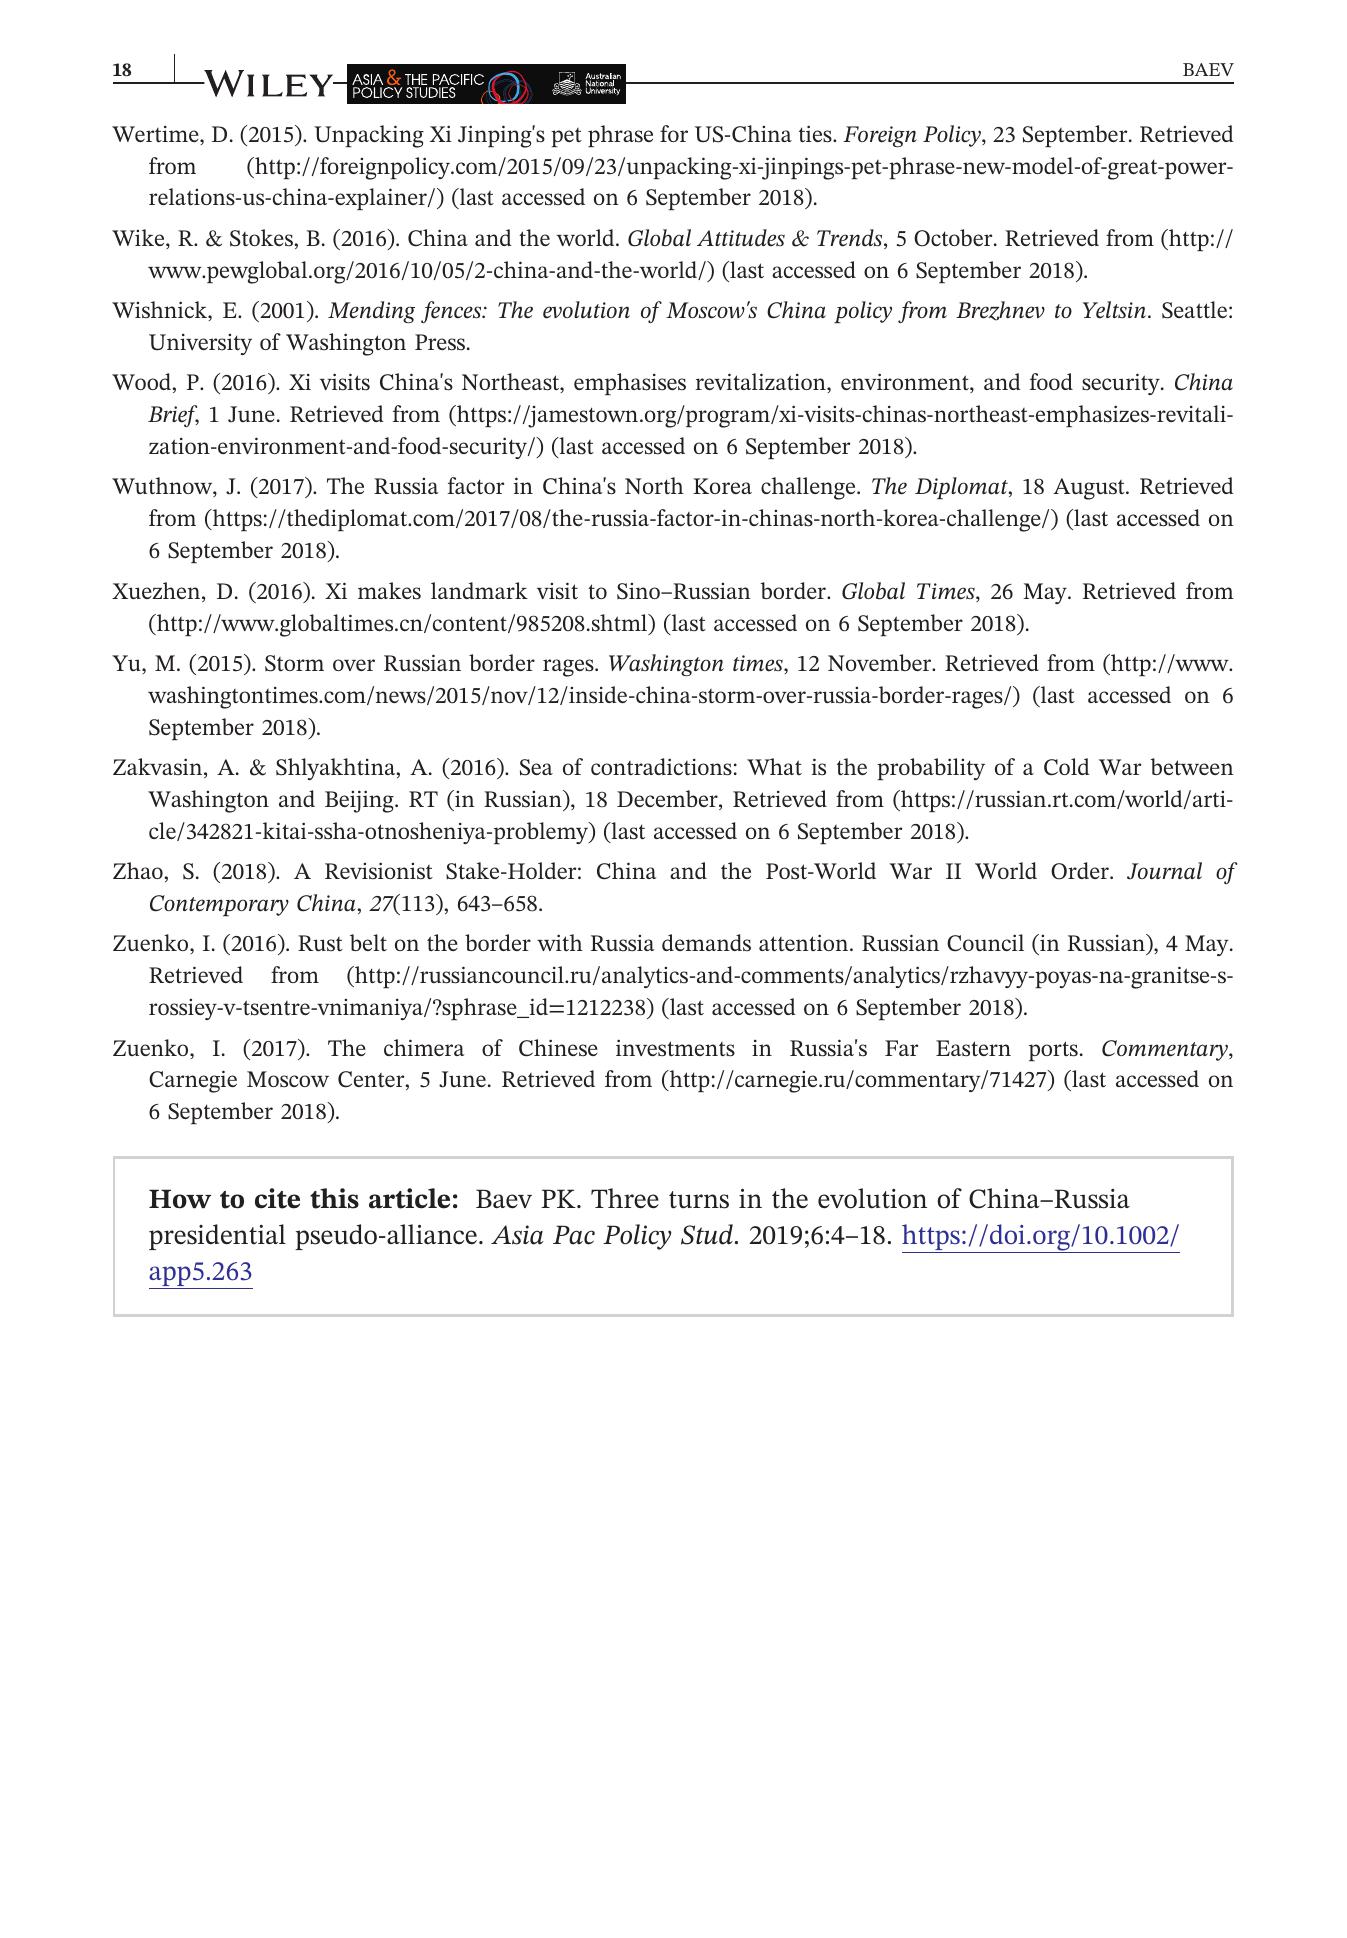 18
WILEY
ASIA & THE PACIFIC
POLICY STUDIES
Australian
National
University
BAEV
Wertime, D. (2015). Unpacking Xi Jinping's pet phrase for US-China ties. Foreign Policy, 23 September. Retrieved
from (http://foreignpolicy.com/2015/09/23/unpacking-xi-jinpings-pet-phrase-new-model-of-great-power-
relations-us-china-explainer/) (last accessed on 6 September 2018).
Wike, R. & Stokes, B. (2016). China and the world. Global Attitudes & Trends, 5 October. Retrieved from (http://
www.pewglobal.org/2016/10/05/2-china-and-the-world/) (last accessed on 6 September 2018).
Wishnick, E. (2001). Mending fences: The evolution of Moscow's China policy from Brezhnev to Yeltsin. Seattle:
University of Washington Press.
Wood, P. (2016). Xi visits China's Northeast, emphasises revitalization, environment, and food security. China
Brief, 1 June. Retrieved from (https://jamestown.org/program/xi-visits-chinas-northeast-emphasizes-revitali-
zation-environment-and-food-security/) (last accessed on 6 September 2018).
Wuthnow, J. (2017). The Russia factor in China's North Korea challenge. The Diplomat, 18 August. Retrieved
from (https://thediplomat.com/2017/08/the-russia-factor-in-chinas-north-korea-challenge/) (last accessed on
6 September 2018).
Xuezhen, D. (2016). Xi makes landmark visit to Sino–Russian border. Global Times, 26 May. Retrieved from
(http://www.globaltimes.cn/content/985208.shtml) (last accessed on 6 September 2018).
Yu, M. (2015). Storm over Russian border rages. Washington times, 12 November. Retrieved from (http://www.
washingtontimes.com/news/2015/nov/12/inside-china-storm-over-russia-border-rages/) (last accessed on 6
September 2018).
Zakvasin, A. & Shlyakhtina, A. (2016). Sea of contradictions: What is the probability of a Cold War between
Washington and Beijing. RT (in Russian), 18 December, Retrieved from (https://russian.rt.com/world/arti-
cle/342821-kitai-ssha-otnosheniya-problemy) (last accessed on 6 September 2018).
Zhao, S. (2018). A Revisionist Stake-Holder: China and the Post-World War II World Order. Journal of
Contemporary China, 27(113), 643–658.
Zuenko, I. (2016). Rust belt on the border with Russia demands attention. Russian Council (in Russian), 4 May.
Retrieved from (http://russiancouncil.ru/analytics-and-comments/analytics/rzhavyy-poyas-na-granitse-s-
rossiey-v-tsentre-vnimaniya/?sphrase_id=1212238) (last accessed on 6 September 2018).
Zuenko, I. (2017). The chimera of Chinese investments in Russia's Far Eastern ports. Commentary,
Carnegie Moscow Center, 5 June. Retrieved from (http://carnegie.ru/commentary/71427) (last accessed on
6 September 2018).
How to cite this article: Baev PK. Three turns in the evolution of China–Russia
presidential pseudo-alliance. Asia Pac Policy Stud. 2019;6:4–18. https://doi.org/10.1002/
app5.263